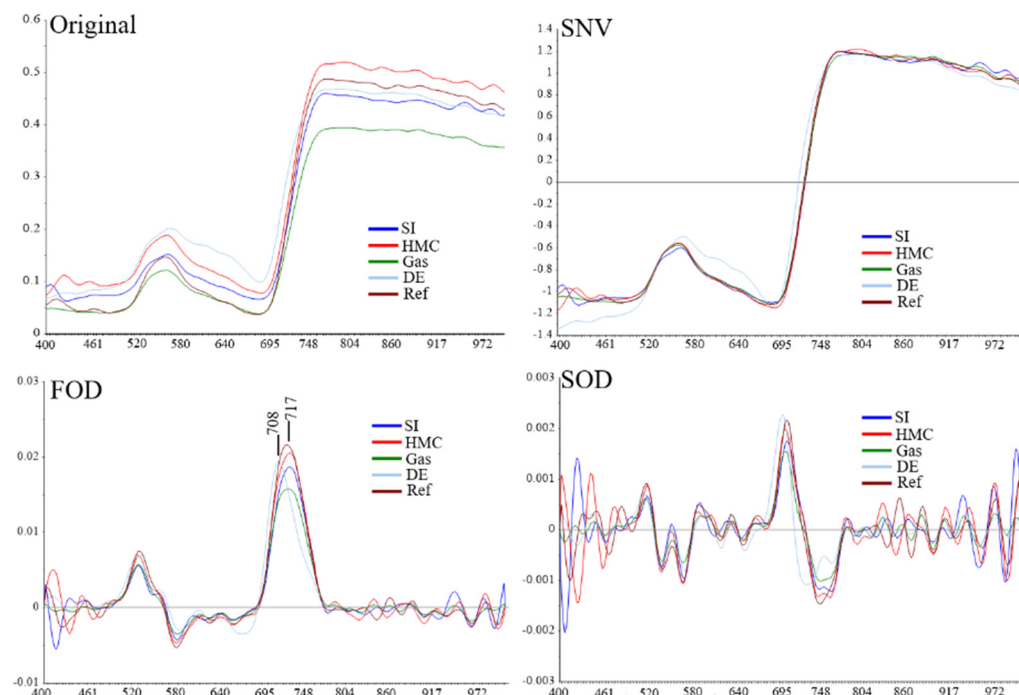 Original
0.6
0.5
0.4
0.3
0.2
0.1
0
SI
HMC
Gas
DE
Ref
400 461 520 580 640 695 748 804 860 917 972
SNV
1.4
1.2
1.0
0.8
0.6
0.4
0.2
0
-0.2
-0.4
-0.6
-0.8
-1.0
-1.2
-1.4
SI
HMC
Gas
DE
Ref
400 461 520 580 640 695 748 804 860 917 972
FOD
0.03
0.02
0.01
0
-0.01
708
717
SI
HMC
Gas
DE
Ref
400 461 520 580 640 695 748 804 860 917 972
SOD
0.003
0.002
0.001
0
-0.001
-0.002
-0.003
SI
HMC
Gas
DE
Ref
400 461 520 580 640 695 748 804 860 917 972